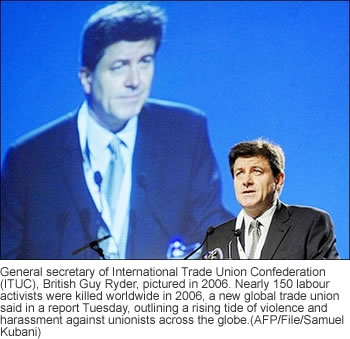 General secretary of International Trade Union Confederation
(ITUC), British Guy Ryder, pictured in 2006. Nearly 150 labour
activists were killed worldwide in 2006, a new global trade union
said in a report Tuesday, outlining a rising tide of violence and
harassment against unionists across the globe.(AFP/File/Samuel
Kubani)